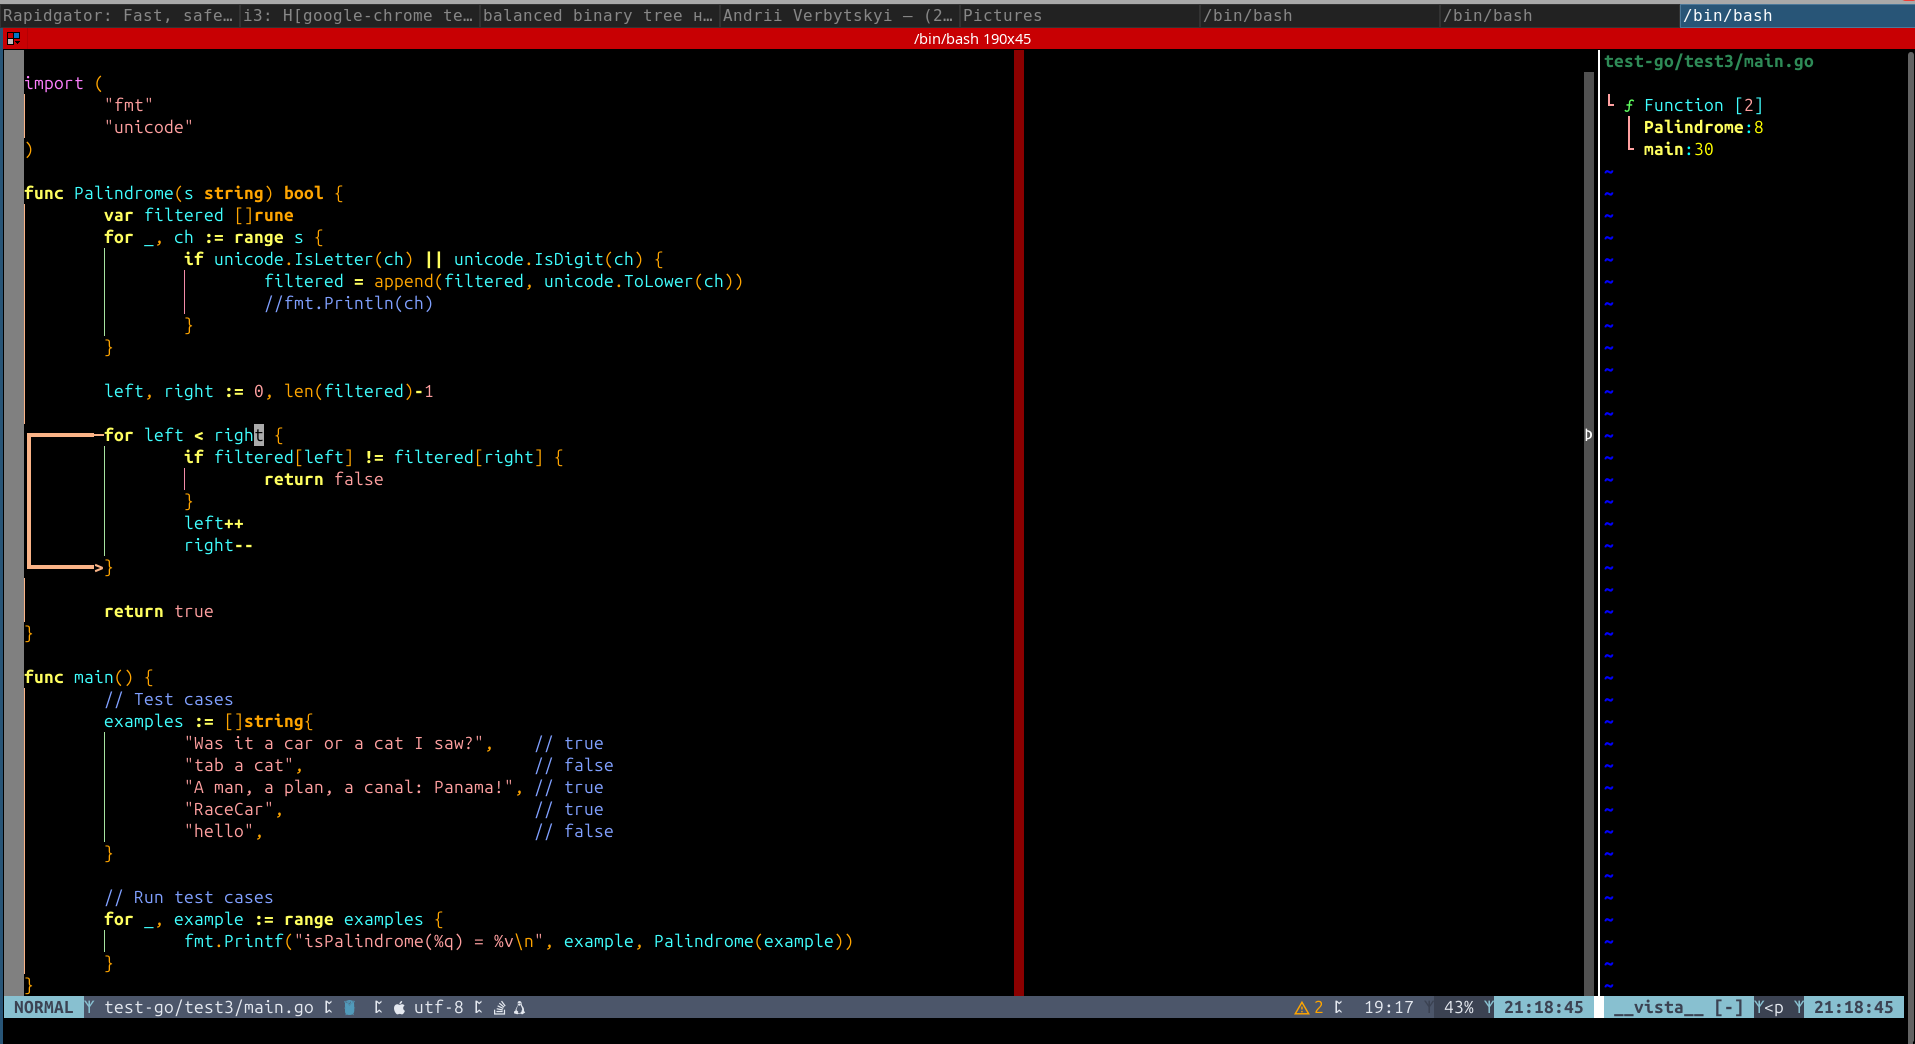 Rapidgator: Fast, safe… i3: H[google-chrome te… balanced binary tree н… Andrii Verbytskyi – (2… Pictures /bin/bash /bin/bash /bin/bash
/bin/bash 190x45
import (
"fmt"
"unicode"
)
func Palindrome(s string) bool {
var filtered []rune
for _, ch := range s {
if unicode.IsLetter(ch) || unicode.IsDigit(ch) {
filtered = append(filtered, unicode.ToLower(ch))
//fmt.Println(ch)
}
}
left, right := 0, len(filtered)-1
for left < right {
if filtered[left] != filtered[right] {
return false
}
left++
right--
>}
return true
}
func main() {
// Test cases
examples := []string{
"Was it a car or a cat I saw?", // true
"tab a cat", // false
"A man, a plan, a canal: Panama!", // true
"RaceCar", // true
"hello", // false
}
// Run test cases
for _, example := range examples {
fmt.Printf("isPalindrome(%q) = %v\n", example, Palindrome(example))
}
}
NORMAL test-go/test3/main.go utf-8 2 19:17 43% 21:18:45
test-go/test3/main.go
ƒ Function [2]
Palindrome:8
main:30
__vista__ [-] <p 21:18:45